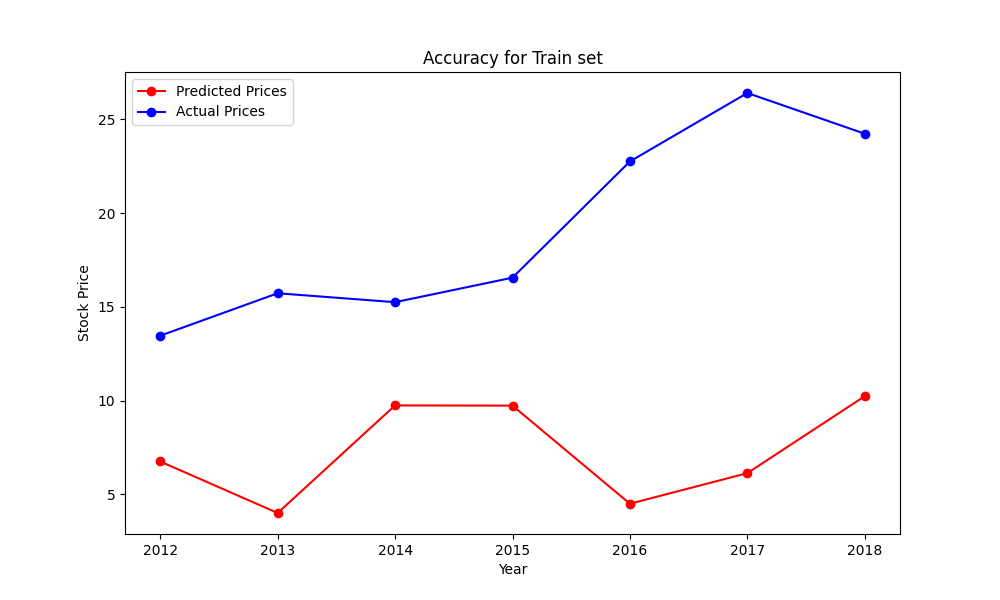 Accuracy for Train set
Predicted Prices
Actual Prices
Stock Price
25
20
15
10
5
2012 2013 2014 2015 2016 2017 2018
Year